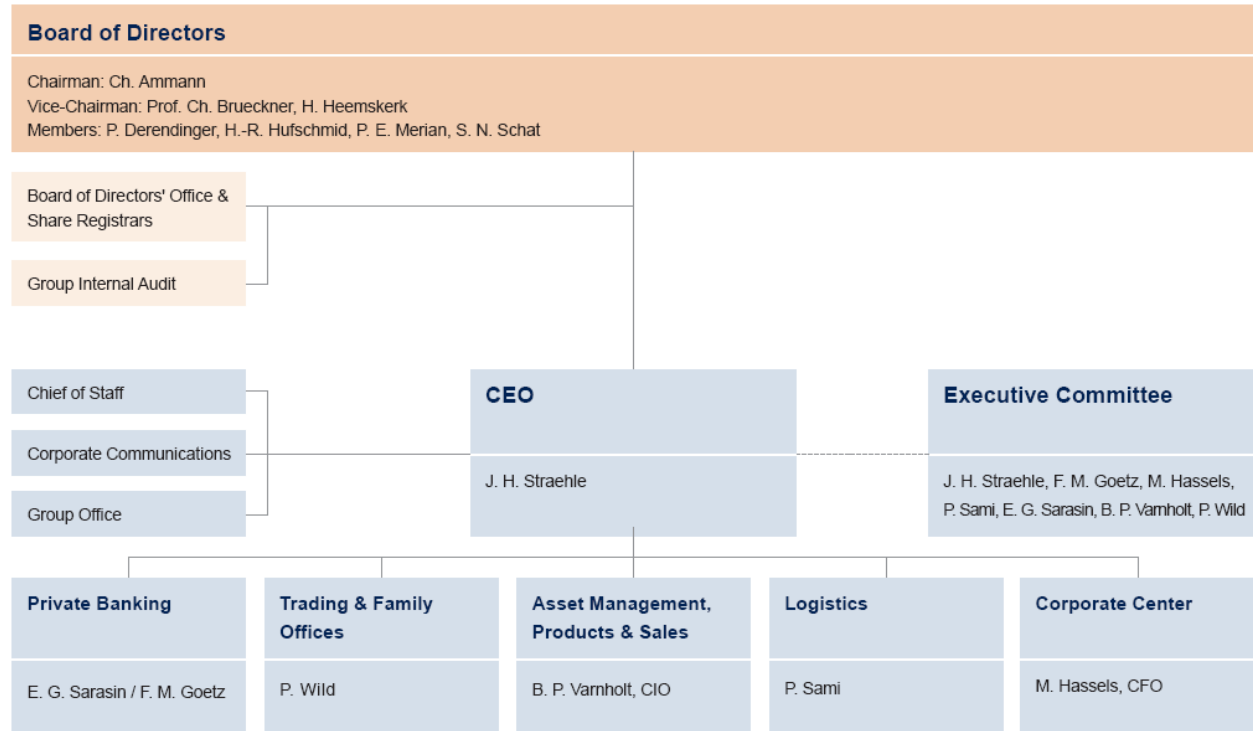 Board of Directors
Chairman: Ch. Ammann
Vice-Chairman: Prof. Ch. Brueckner, H. Heemskerk
Members: P. Derendinger, H.-R. Hufschmid, P. E. Merian, S. N. Schat
Board of Directors' Office &
Share Registrars
Group Internal Audit
Chief of Staff
Corporate Communications
Group Office
CEO
J. H. Straehle
Executive Committee
J. H. Straehle, F. M. Goetz, M. Hassels,
P. Sami, E. G. Sarasin, B. P. Varnholt, P. Wild
Private Banking
E. G. Sarasin / F. M. Goetz
Trading & Family
Offices
P. Wild
Asset Management,
Products & Sales
B. P. Varnholt, CIO
Logistics
P. Sami
Corporate Center
M. Hassels, CFO